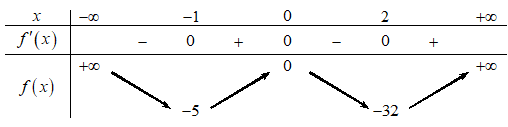 x −∞ −1 0 2 +∞
f′(x) − 0 + 0 − 0 +
+∞ 0 +∞
f(x)
−5 −32